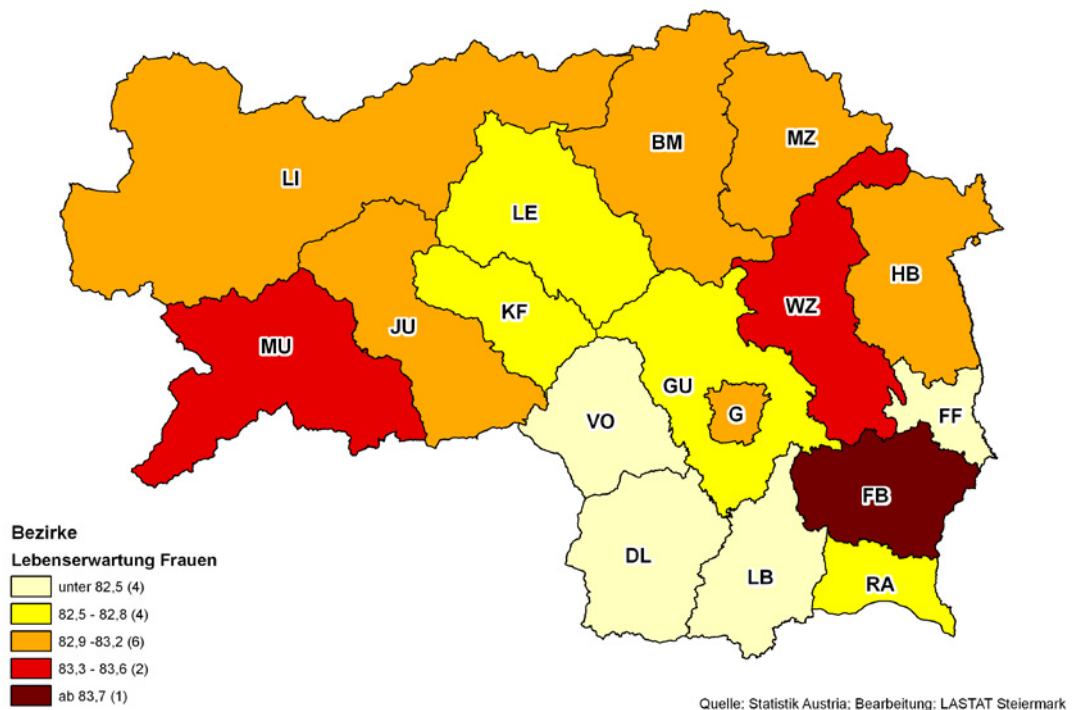 BM
MZ
LI
LE
HB
WZ
KF
JU
MU
GU
G
VO
FF
FB
DL
LB
RA
Bezirke
Lebenserwartung Frauen
unter 82,5 (4)
82,5 - 82,8 (4)
82,9 -83,2 (6)
83,3 - 83,6 (2)
ab 83,7 (1)
Quelle: Statistik Austria; Bearbeitung: LASTAT Steiermark